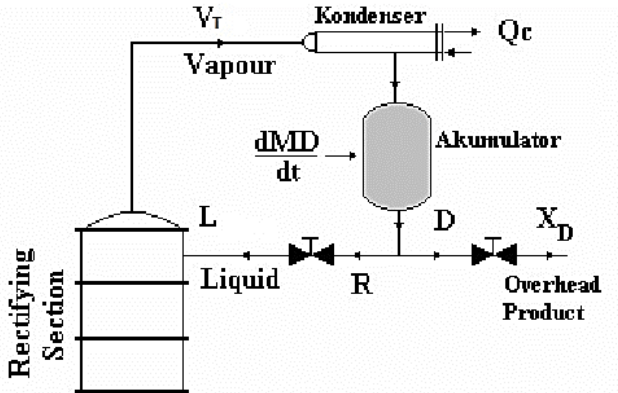 V_T
Kondenser
Qc
Vapour
dMD
dt
Akumulator
L
D
X_D
Liquid
R
Overhead
Product
Rectifying
Section